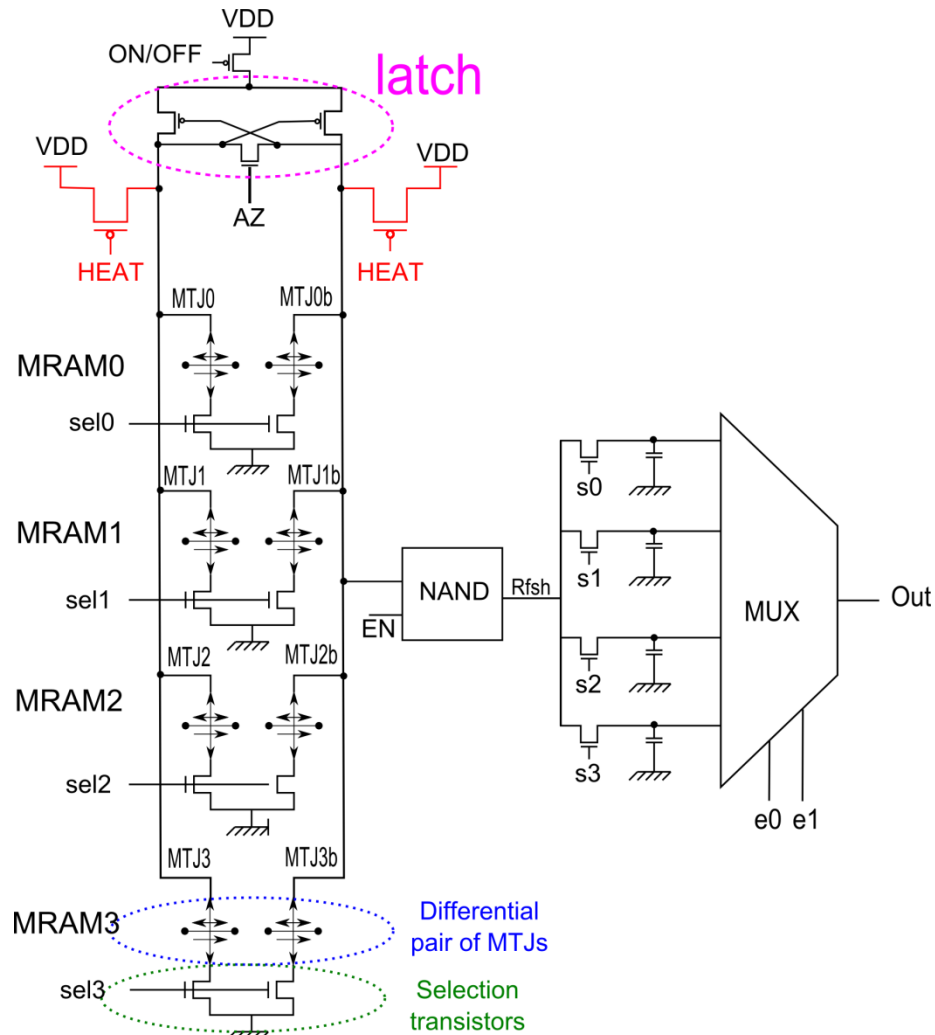 VDD
ON/OFF
latch
VDD
VDD
AZ
HEAT
HEAT
MTJ0
MTJ0b
MRAM0
sel0
MTJ1
MTJ1b
MRAM1
sel1
MTJ2
MTJ2b
MRAM2
sel2
MTJ3
MTJ3b
MRAM3
sel3
Differential
pair of MTJs
Selection
transistors
NAND
EN
Rfsh
s0
s1
s2
s3
MUX
Out
e0
e1